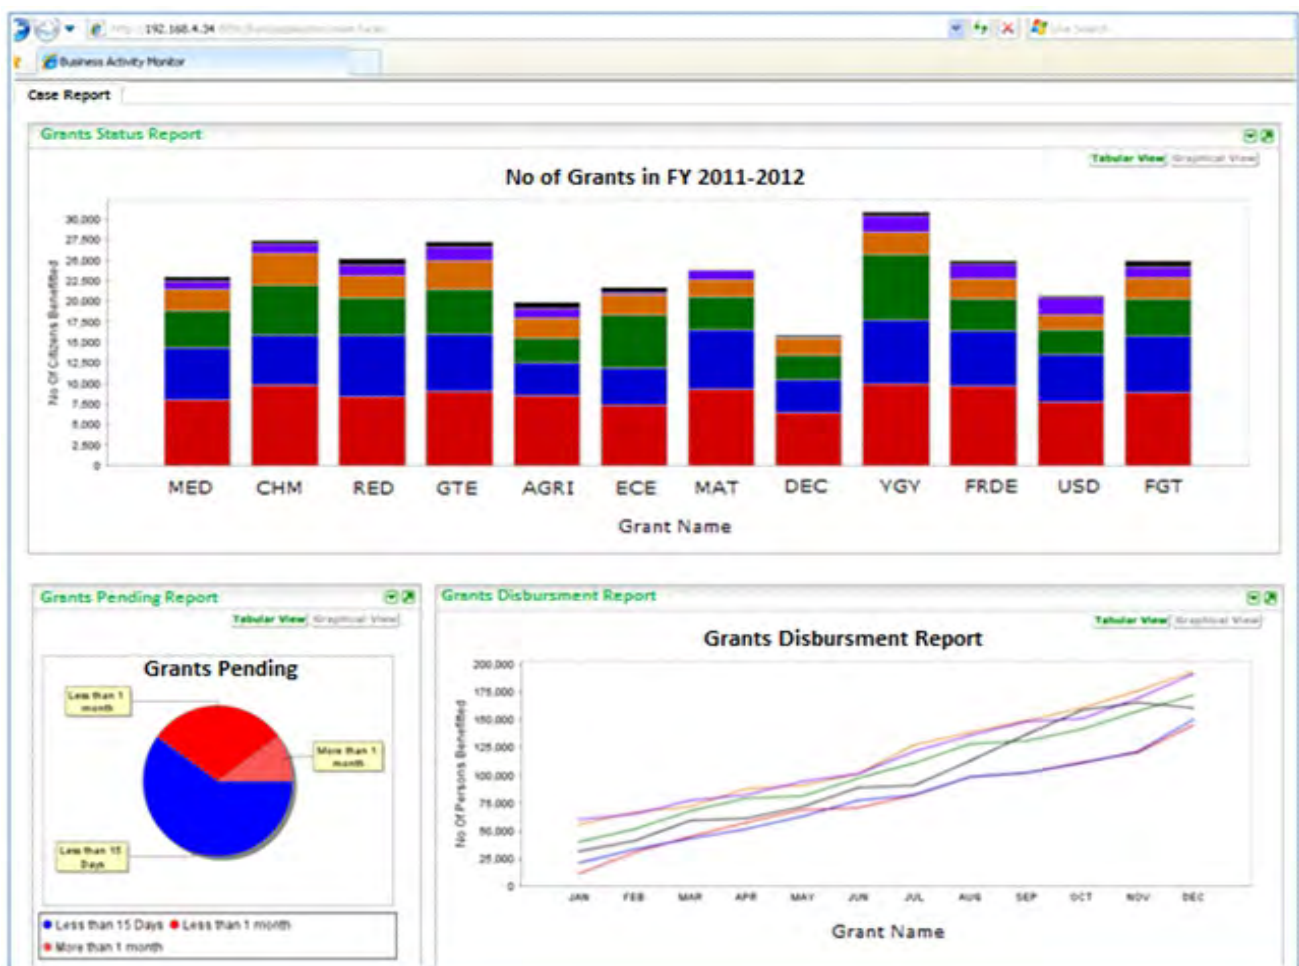 192.168.4.34
Business Activity Monitor
Case Report
Grants Status Report
Tabular View Graphical View
No of Grants in FY 2011-2012
No Of Citizens Benefitted
30,000
27,500
25,000
22,500
20,000
17,500
15,000
12,500
10,000
7,500
5,000
2,500
0
MED CHM RED GTE AGRI ECE MAT DEC YGY FRDE USD FGT
Grant Name
Grants Pending Report
Tabular View Graphical View
Grants Pending
Less than 1
month
More than 1
month
Less than 15
Days
Less than 15 Days Less than 1 month
More than 1 month
Grants Disbursment Report
Tabular View Graphical View
Grants Disbursment Report
No Of Persons Benefitted
200,000
175,000
150,000
125,000
100,000
75,000
50,000
25,000
0
JAN FEB MAR APR MAY JUN JUL AUG SEP OCT NOV DEC
Grant Name